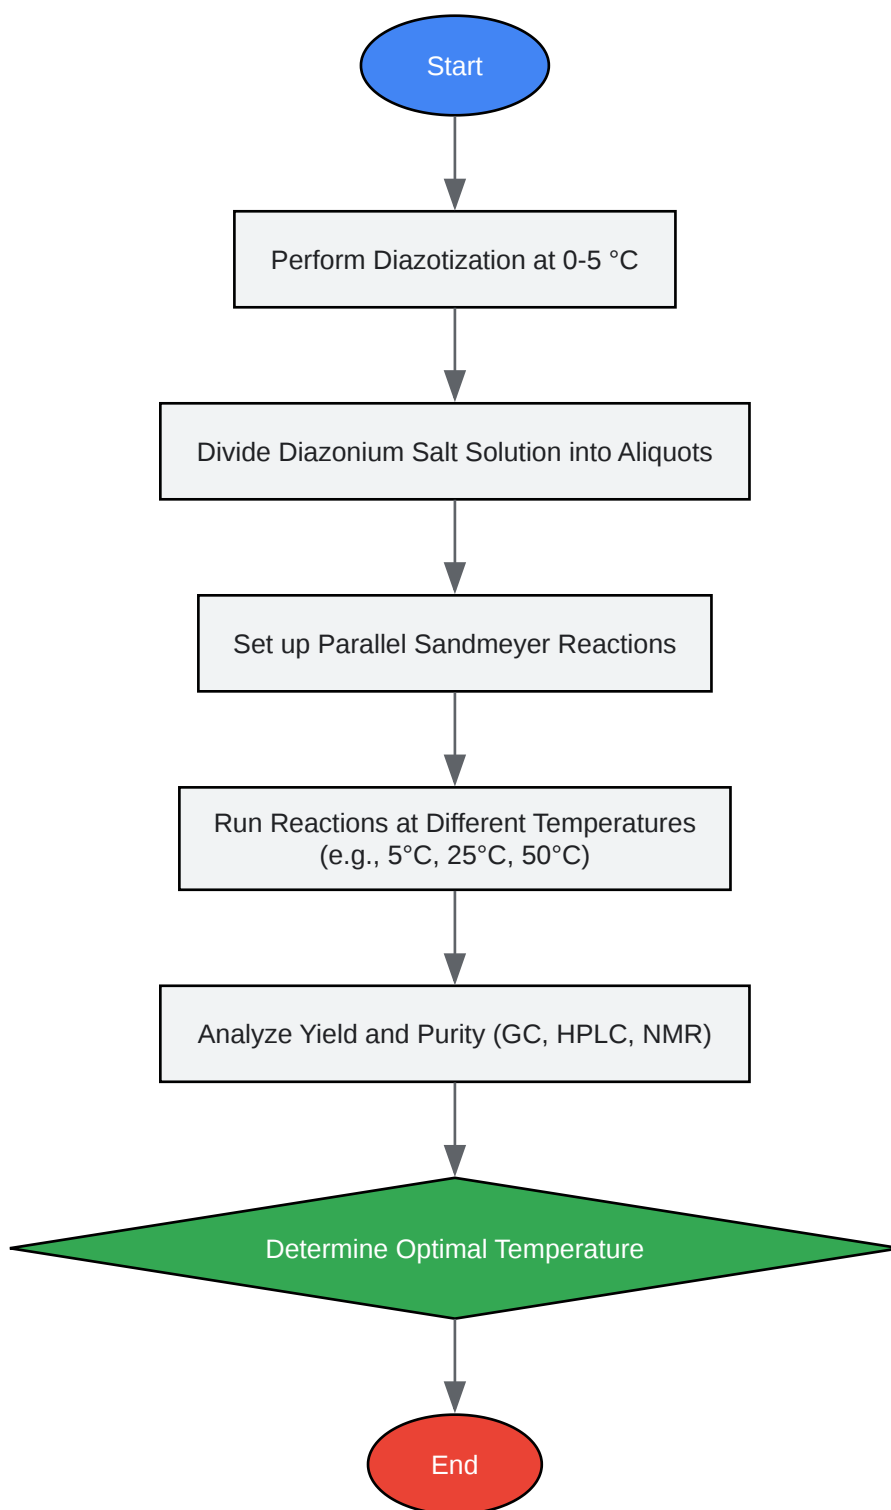 Start
Perform Diazotization at 0-5 °C
Divide Diazonium Salt Solution into Aliquots
Set up Parallel Sandmeyer Reactions
Run Reactions at Different Temperatures
(e.g., 5°C, 25°C, 50°C)
Analyze Yield and Purity (GC, HPLC, NMR)
Determine Optimal Temperature
End